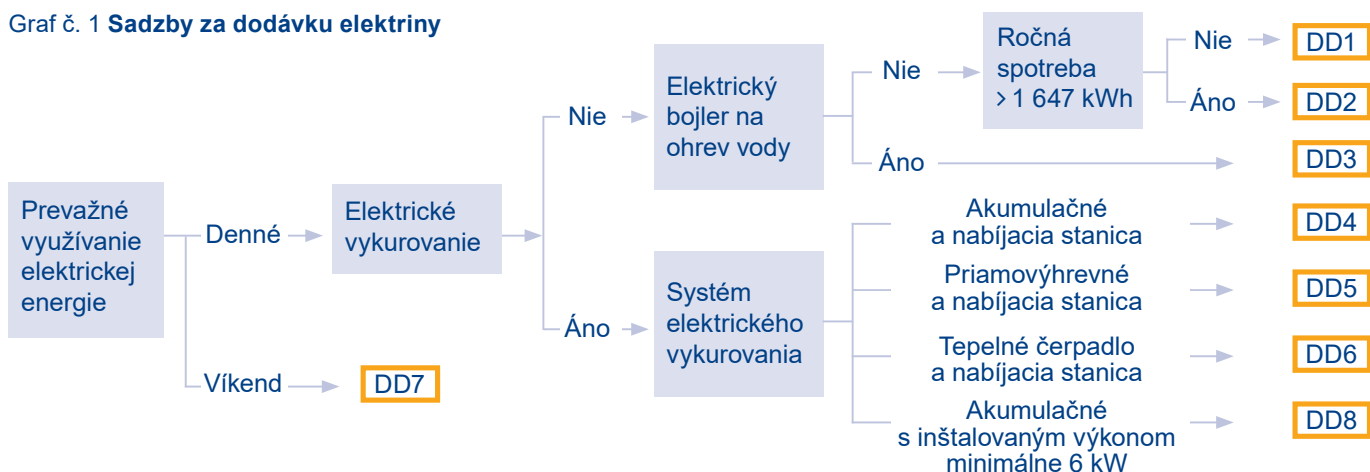 Graf č. 1 Sadzby za dodávku elektriny
Prevažné
využívanie
elektrickej
energie
Denné
Víkend
DD7
Elektrické
vykurovanie
Nie
Áno
Elektrický
bojler na
ohrev vody
Nie
Áno
Ročná
spotreba
> 1 647 kWh
Nie
DD1
Áno
DD2
DD3
Systém
elektrického
vykurovania
Akumulačné
a nabíjacia stanica
DD4
Priamovýhrevné
a nabíjacia stanica
DD5
Tepelné čerpadlo
a nabíjacia stanica
DD6
Akumulačné
s inštalovaným výkonom
minimálne 6 kW
DD8